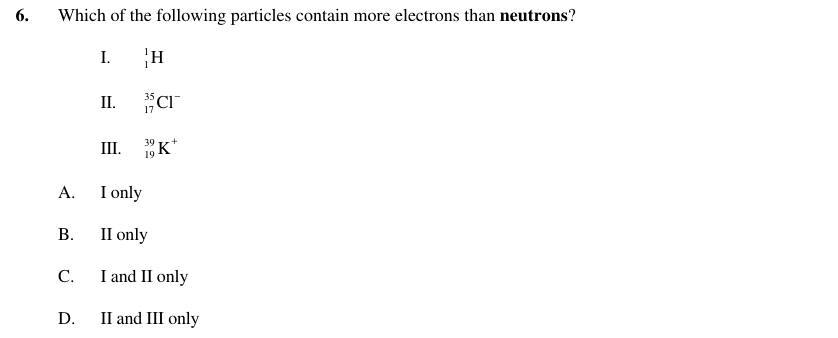 6. Which of the following particles contain more electrons than neutrons?
I. ¹₁H
II. ³⁵₁₇Cl⁻
III. ³⁹₁₉K⁺
A. I only
B. II only
C. I and II only
D. II and III only